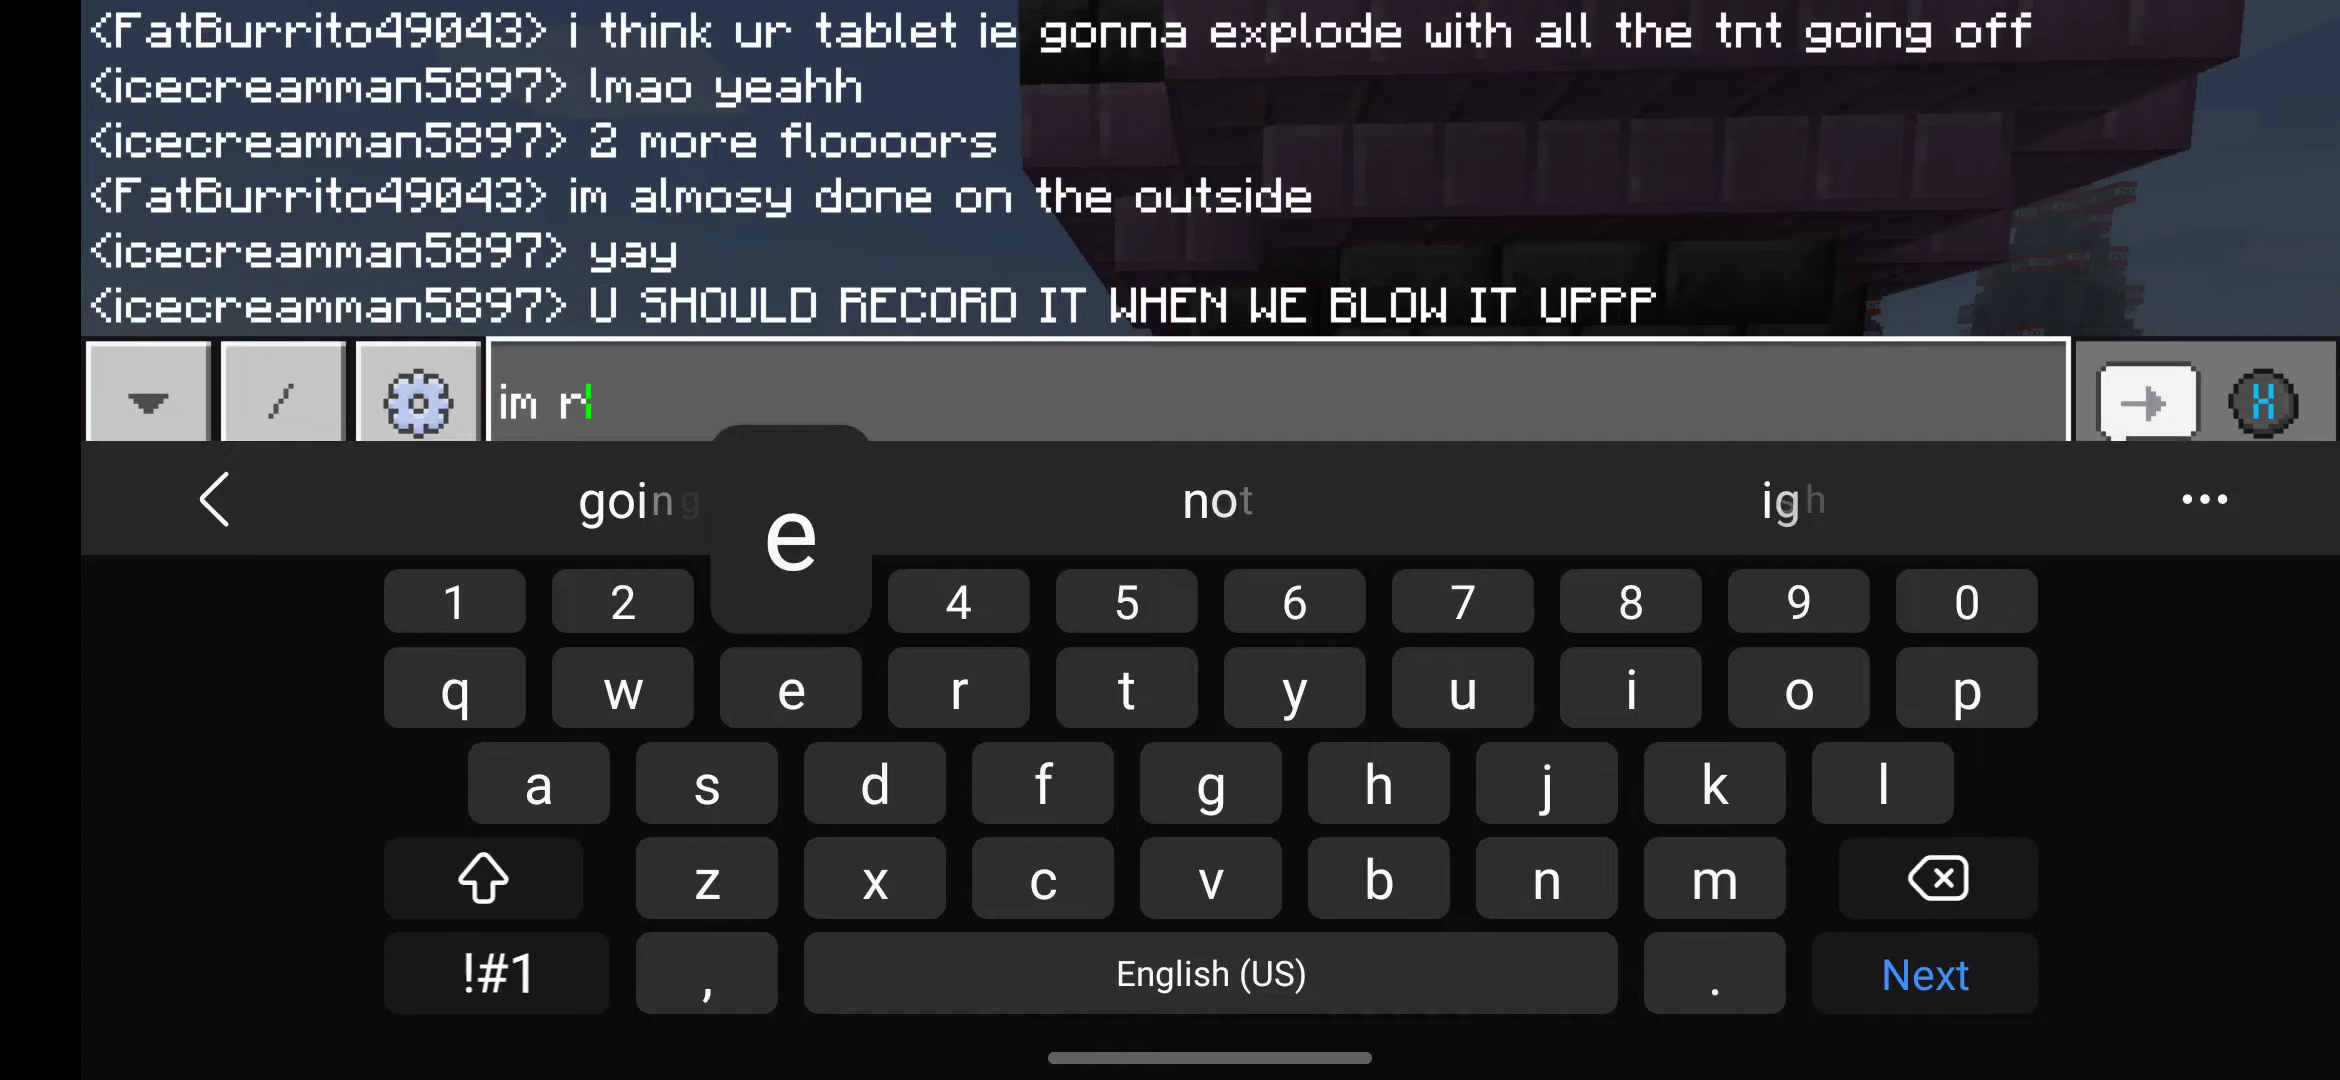 <FatBurrito49043> i think ur tablet ie gonna explode with all the tnt going off
<icecreamman5897> lmao yeahh
<icecreamman5897> 2 more floooors
<FatBurrito49043> im almosy done on the outside
<icecreamman5897> yay
<icecreamman5897> U SHOULD RECORD IT WHEN WE BLOW IT UPPP
/ im r X
going not igh
e
1 2 4 5 6 7 8 9 0
q w e r t y u i o p
a s d f g h j k l
z x c v b n m
!#1 , English (US) . Next